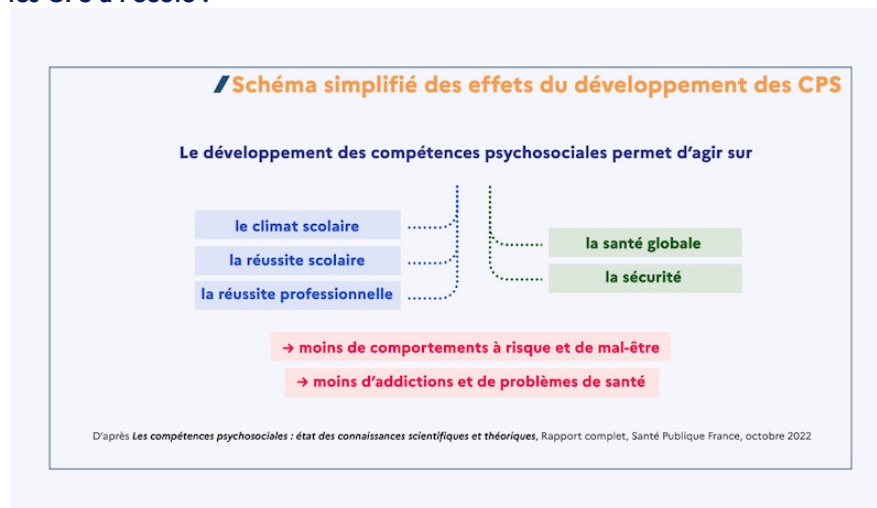 les CPS à l'école :
Schéma simplifié des effets du développement des CPS
Le développement des compétences psychosociales permet d'agir sur
le climat scolaire
la réussite scolaire
la réussite professionnelle
la santé globale
la sécurité
→ moins de comportements à risque et de mal-être
→ moins d'addictions et de problèmes de santé
D'après Les compétences psychosociales : état des connaissances scientifiques et théoriques, Rapport complet, Santé Publique France, octobre 2022